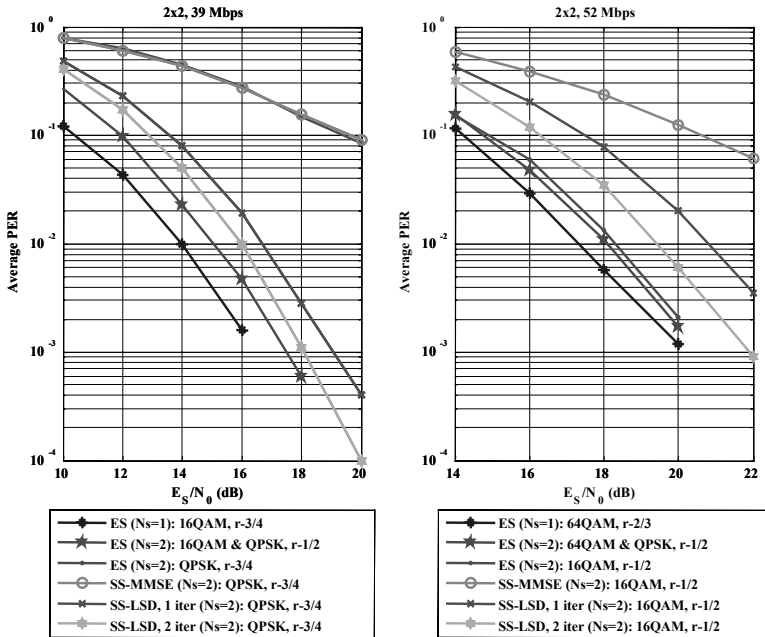 2x2, 39 Mbps
10^0
10^-1
10^-2
10^-3
10^-4
Average PER
10 12 14 16 18 20
E_S/N_0 (dB)
ES (Ns=1): 16QAM, r-3/4
ES (Ns=2): 16QAM & QPSK, r-1/2
ES (Ns=2): QPSK, r-3/4
SS-MMSE (Ns=2): QPSK, r-3/4
SS-LSD, 1 iter (Ns=2): QPSK, r-3/4
SS-LSD, 2 iter (Ns=2): QPSK, r-3/4
2x2, 52 Mbps
10^0
10^-1
10^-2
10^-3
10^-4
Average PER
14 16 18 20 22
E_S/N_0 (dB)
ES (Ns=1): 64QAM, r-2/3
ES (Ns=2): 64QAM & QPSK, r-1/2
ES (Ns=2): 16QAM, r-1/2
SS-MMSE (Ns=2): 16QAM, r-1/2
SS-LSD, 1 iter (Ns=2): 16QAM, r-1/2
SS-LSD, 2 iter (Ns=2): 16QAM, r-1/2